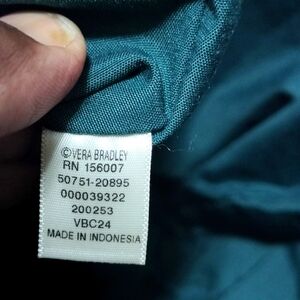 ©VERA BRADLEY
RN 156007
50751-20895
000039322
200253
VBC24
MADE IN INDONESIA